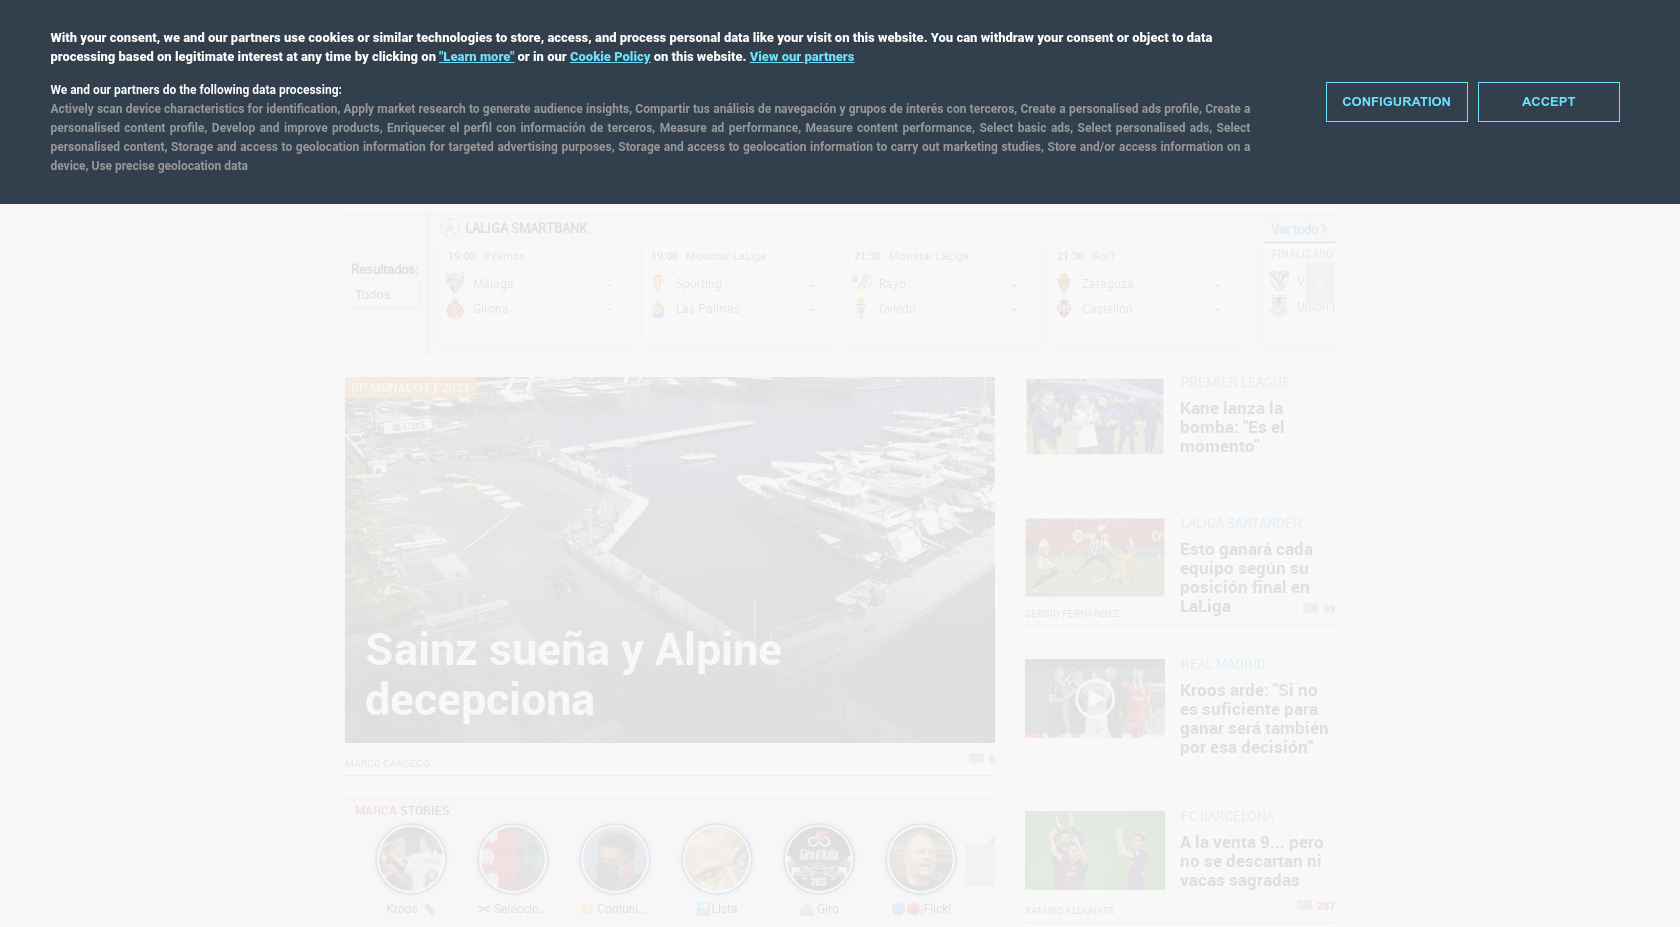 With your consent, we and our partners use cookies or similar technologies to store, access, and process personal data like your visit on this website. You can withdraw your consent or object to data
processing based on legitimate interest at any time by clicking on "Learn more" or in our Cookie Policy on this website. View our partners
We and our partners do the following data processing:
Actively scan device characteristics for identification, Apply market research to generate audience insights, Compartir tus análisis de navegación y grupos de interés con terceros, Create a personalised ads profile, Create a
personalised content profile, Develop and improve products, Enriquecer el perfil con información de terceros, Measure ad performance, Measure content performance, Select basic ads, Select personalised ads, Select
personalised content, Storage and access to geolocation information for targeted advertising purposes, Storage and access to geolocation information to carry out marketing studies, Store and/or access information on a
device, Use precise geolocation data
CONFIGURATION
ACCEPT
LALIGA SMARTBANK
Ver todo
Resultados:
Todos
19:00 #Vamos
Málaga -
Girona -
19:00 Movistar LaLiga
Sporting -
Las Palmas -
21:30 Movistar LaLiga
Rayo -
Oviedo -
21:30 GolT
Zaragoza -
Castellón -
FINALIZADO
GP MÓNACO F1 2021
UBS
Sainz sueña y Alpine
decepciona
MARCO CANSECO
6
MARCA STORIES
Giro d'Italia
2021
Kroos
Seleccio...
Comuni...
Lista
Giro
¡Flick!
PREMIER LEAGUE
Kane lanza la
bomba: "Es el
momento"
LALIGA SANTANDER
Esto ganará cada
equipo según su
posición final en
LaLiga
SERGIO FERNÁNDEZ
99
REAL MADRID
Kroos arde: "Si no
es suficiente para
ganar será también
por esa decisión"
FC BARCELONA
A la venta 9... pero
no se descartan ni
vacas sagradas
RAMIRO ALDUNATE
287